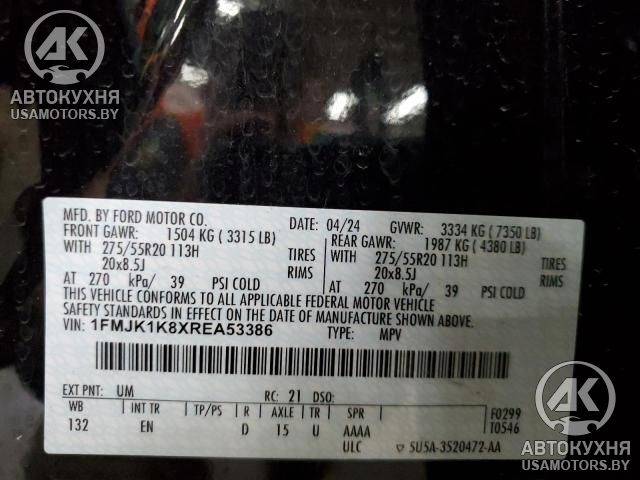 АК
АВТОКУХНЯ
USAMOTORS.BY
MFD. BY FORD MOTOR CO. 04/24 GVWR: 3334 KG ( 7350 LB)
FRONT GAWR: 1504 KG ( 3315 LB) REAR GAWR: 1987 KG ( 4380 LB)
WITH 275/55R20 113H TIRES WITH 275/55R20 113H TIRES
20x8.5J RIMS 20x8.5J RIMS
AT 270 kPa/ 39 PSI COLD AT 270 kPa/ 39 PSI COLD
THIS VEHICLE CONFORMS TO ALL APPLICABLE FEDERAL MOTOR VEHICLE
SAFETY STANDARDS IN EFFECT ON THE DATE OF MANUFACTURE SHOWN ABOVE.
VIN: 1FMJK1K8XREA53386 TYPE: MPV
EXT PNT: UM RC: 21 DSO:
WB INT TR TP/PS R AXLE TR SPR F0299
132 EN D 15 U AAAA T0546
ULC 5U5A-3520472-AA
АК
АВТОКУХНЯ
USAMOTORS.BY